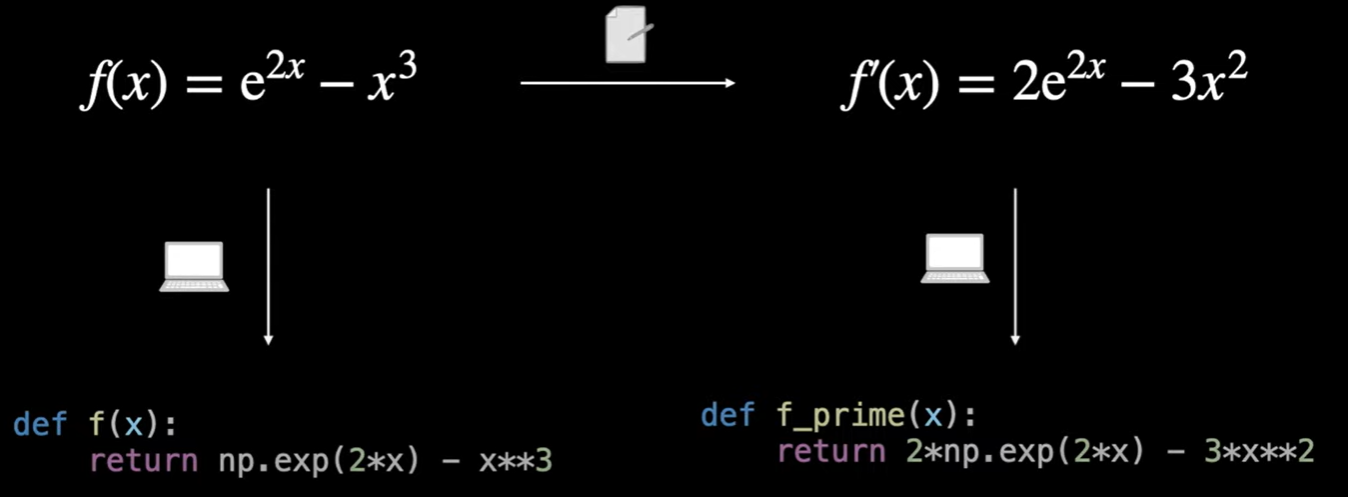 f(x) = e^{2x} − x^3
f′(x) = 2e^{2x} − 3x^2
def f(x):
    return np.exp(2*x) - x**3
def f_prime(x):
    return 2*np.exp(2*x) - 3*x**2